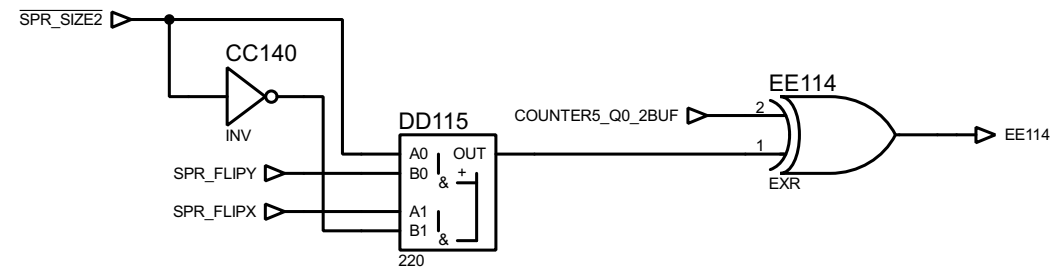 SPR_SIZE2
CC140
INV
DD115
A0 OUT
B0 +
&
A1
B1
&
220
SPR_FLIPY
SPR_FLIPX
COUNTER5_Q0_2BUF
EE114
2
1
EXR
EE114